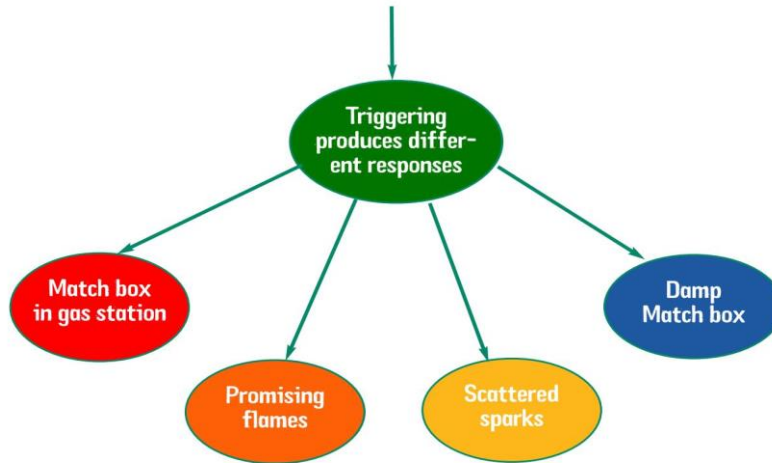 Triggering
produces differ-
ent responses
Match box
in gas station
Damp
Match box
Promising
flames
Scattered
sparks